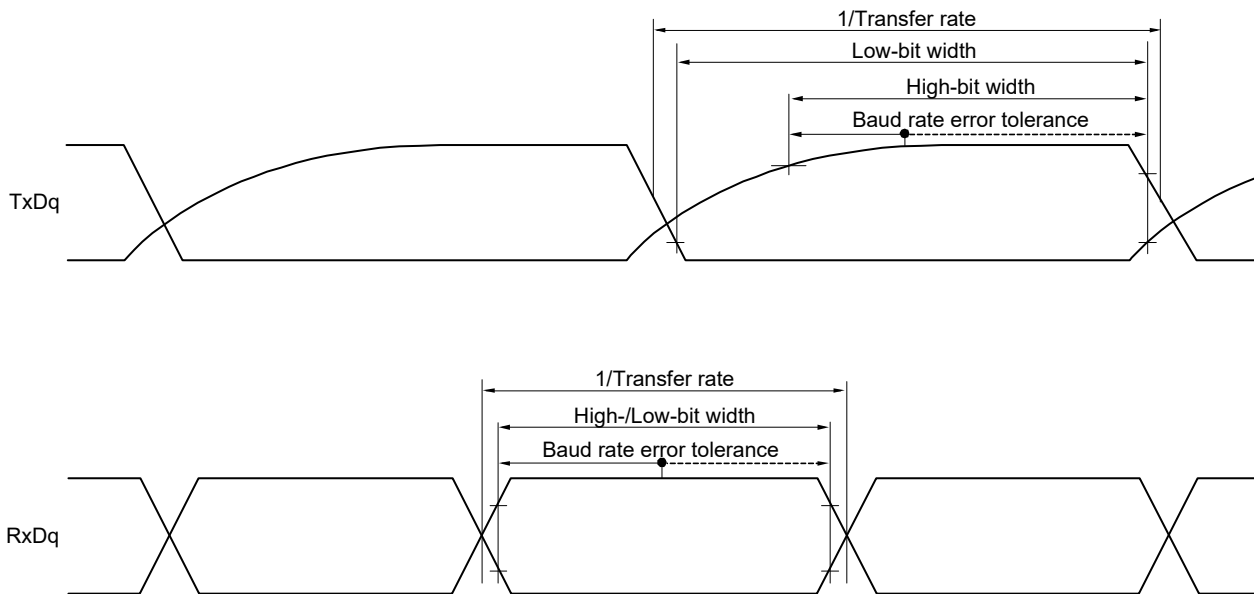 1/Transfer rate
Low-bit width
High-bit width
Baud rate error tolerance
TxDq
1/Transfer rate
High-/Low-bit width
Baud rate error tolerance
RxDq